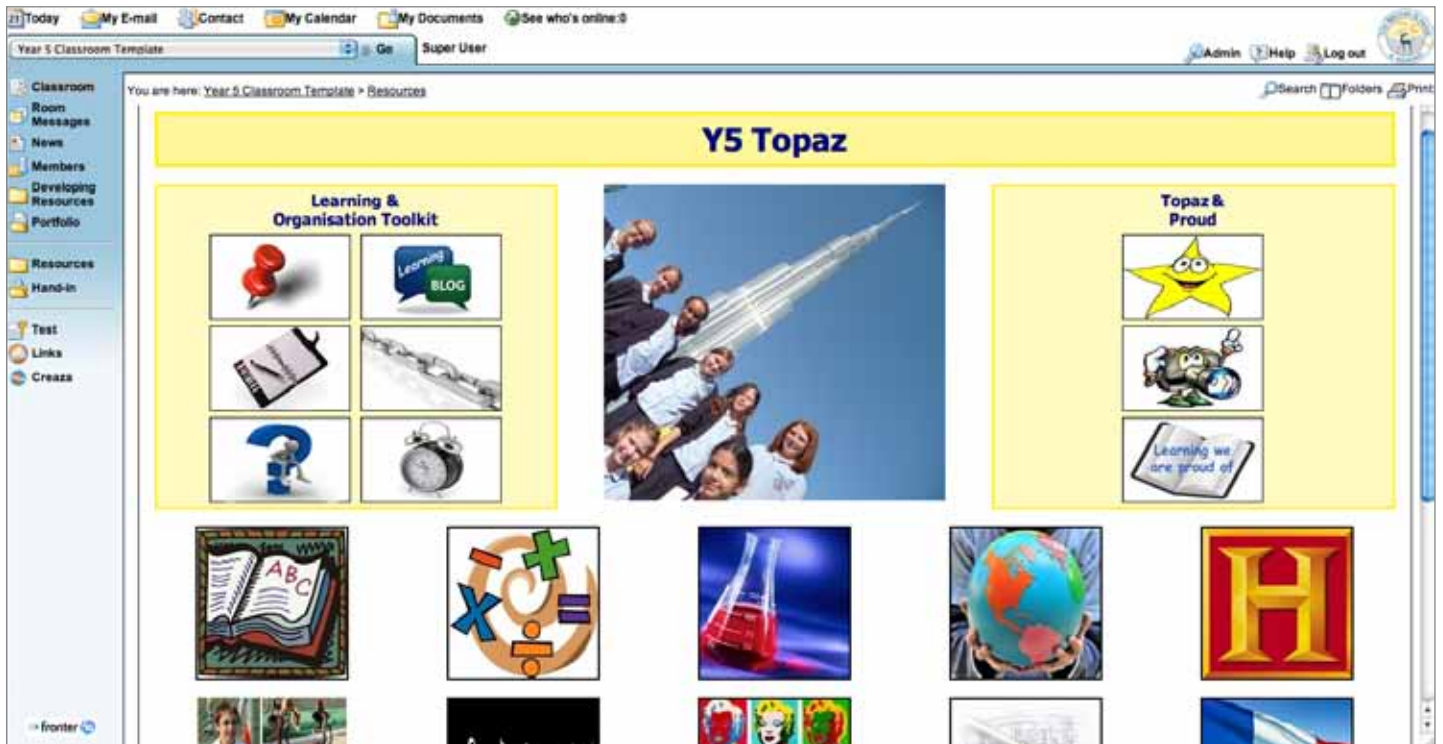 Today My E-mail Contact My Calendar My Documents See who's online:0
Year 5 Classroom Template Go Super User
Admin Help Log out
You are here: Year 5 Classroom Template > Resources
Search Folders Print
Classroom
Room
Messages
News
Members
Developing
Resources
Portfolio
Resources
Hand-in
Test
Links
Creaza
fronter
Y5 Topaz
Learning &
Organisation Toolkit
Learning
BLOG
Topaz &
Proud
Learning we
are proud of
ABC
H